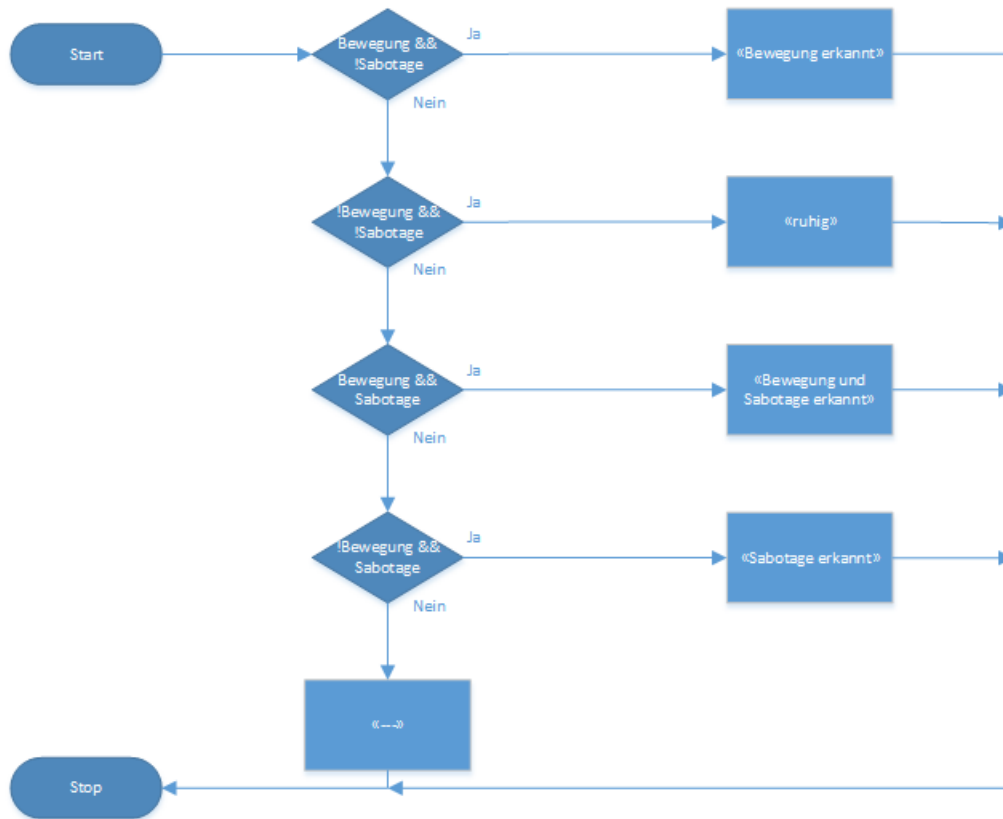 Start
Bewegung &&
!Sabotage
Ja
«Bewegung erkannt»
Nein
!Bewegung &&
!Sabotage
Ja
«ruhig»
Nein
Bewegung &&
Sabotage
Ja
«Bewegung und
Sabotage erkannt»
Nein
!Bewegung &&
Sabotage
Ja
«Sabotage erkannt»
Nein
«---»
Stop